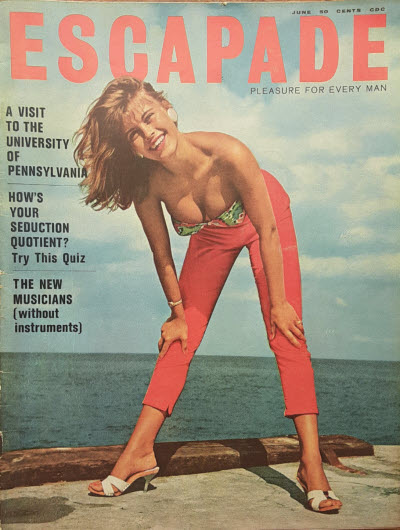 JUNE 50 CENTS CDC
ESCAPADE
PLEASURE FOR EVERY MAN
A VISIT
TO THE
UNIVERSITY
OF
PENNSYLVANIA
HOW'S
YOUR
SEDUCTION
QUOTIENT?
Try This Quiz
THE NEW
MUSICIANS
(without
instruments)